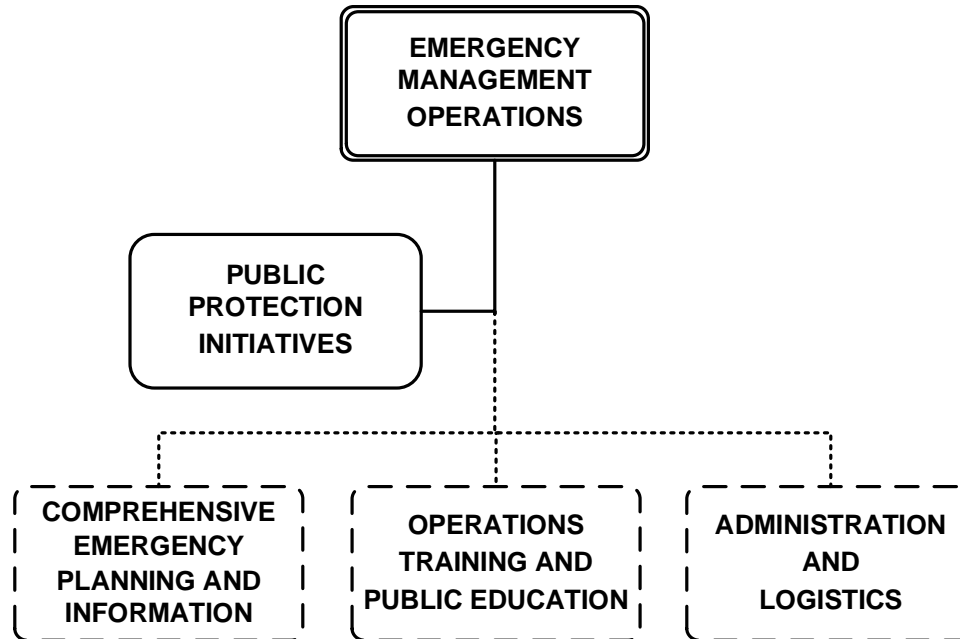 EMERGENCY
MANAGEMENT
OPERATIONS
PUBLIC
PROTECTION
INITIATIVES
COMPREHENSIVE
EMERGENCY
PLANNING AND
INFORMATION
OPERATIONS
TRAINING AND
PUBLIC EDUCATION
ADMINISTRATION
AND
LOGISTICS